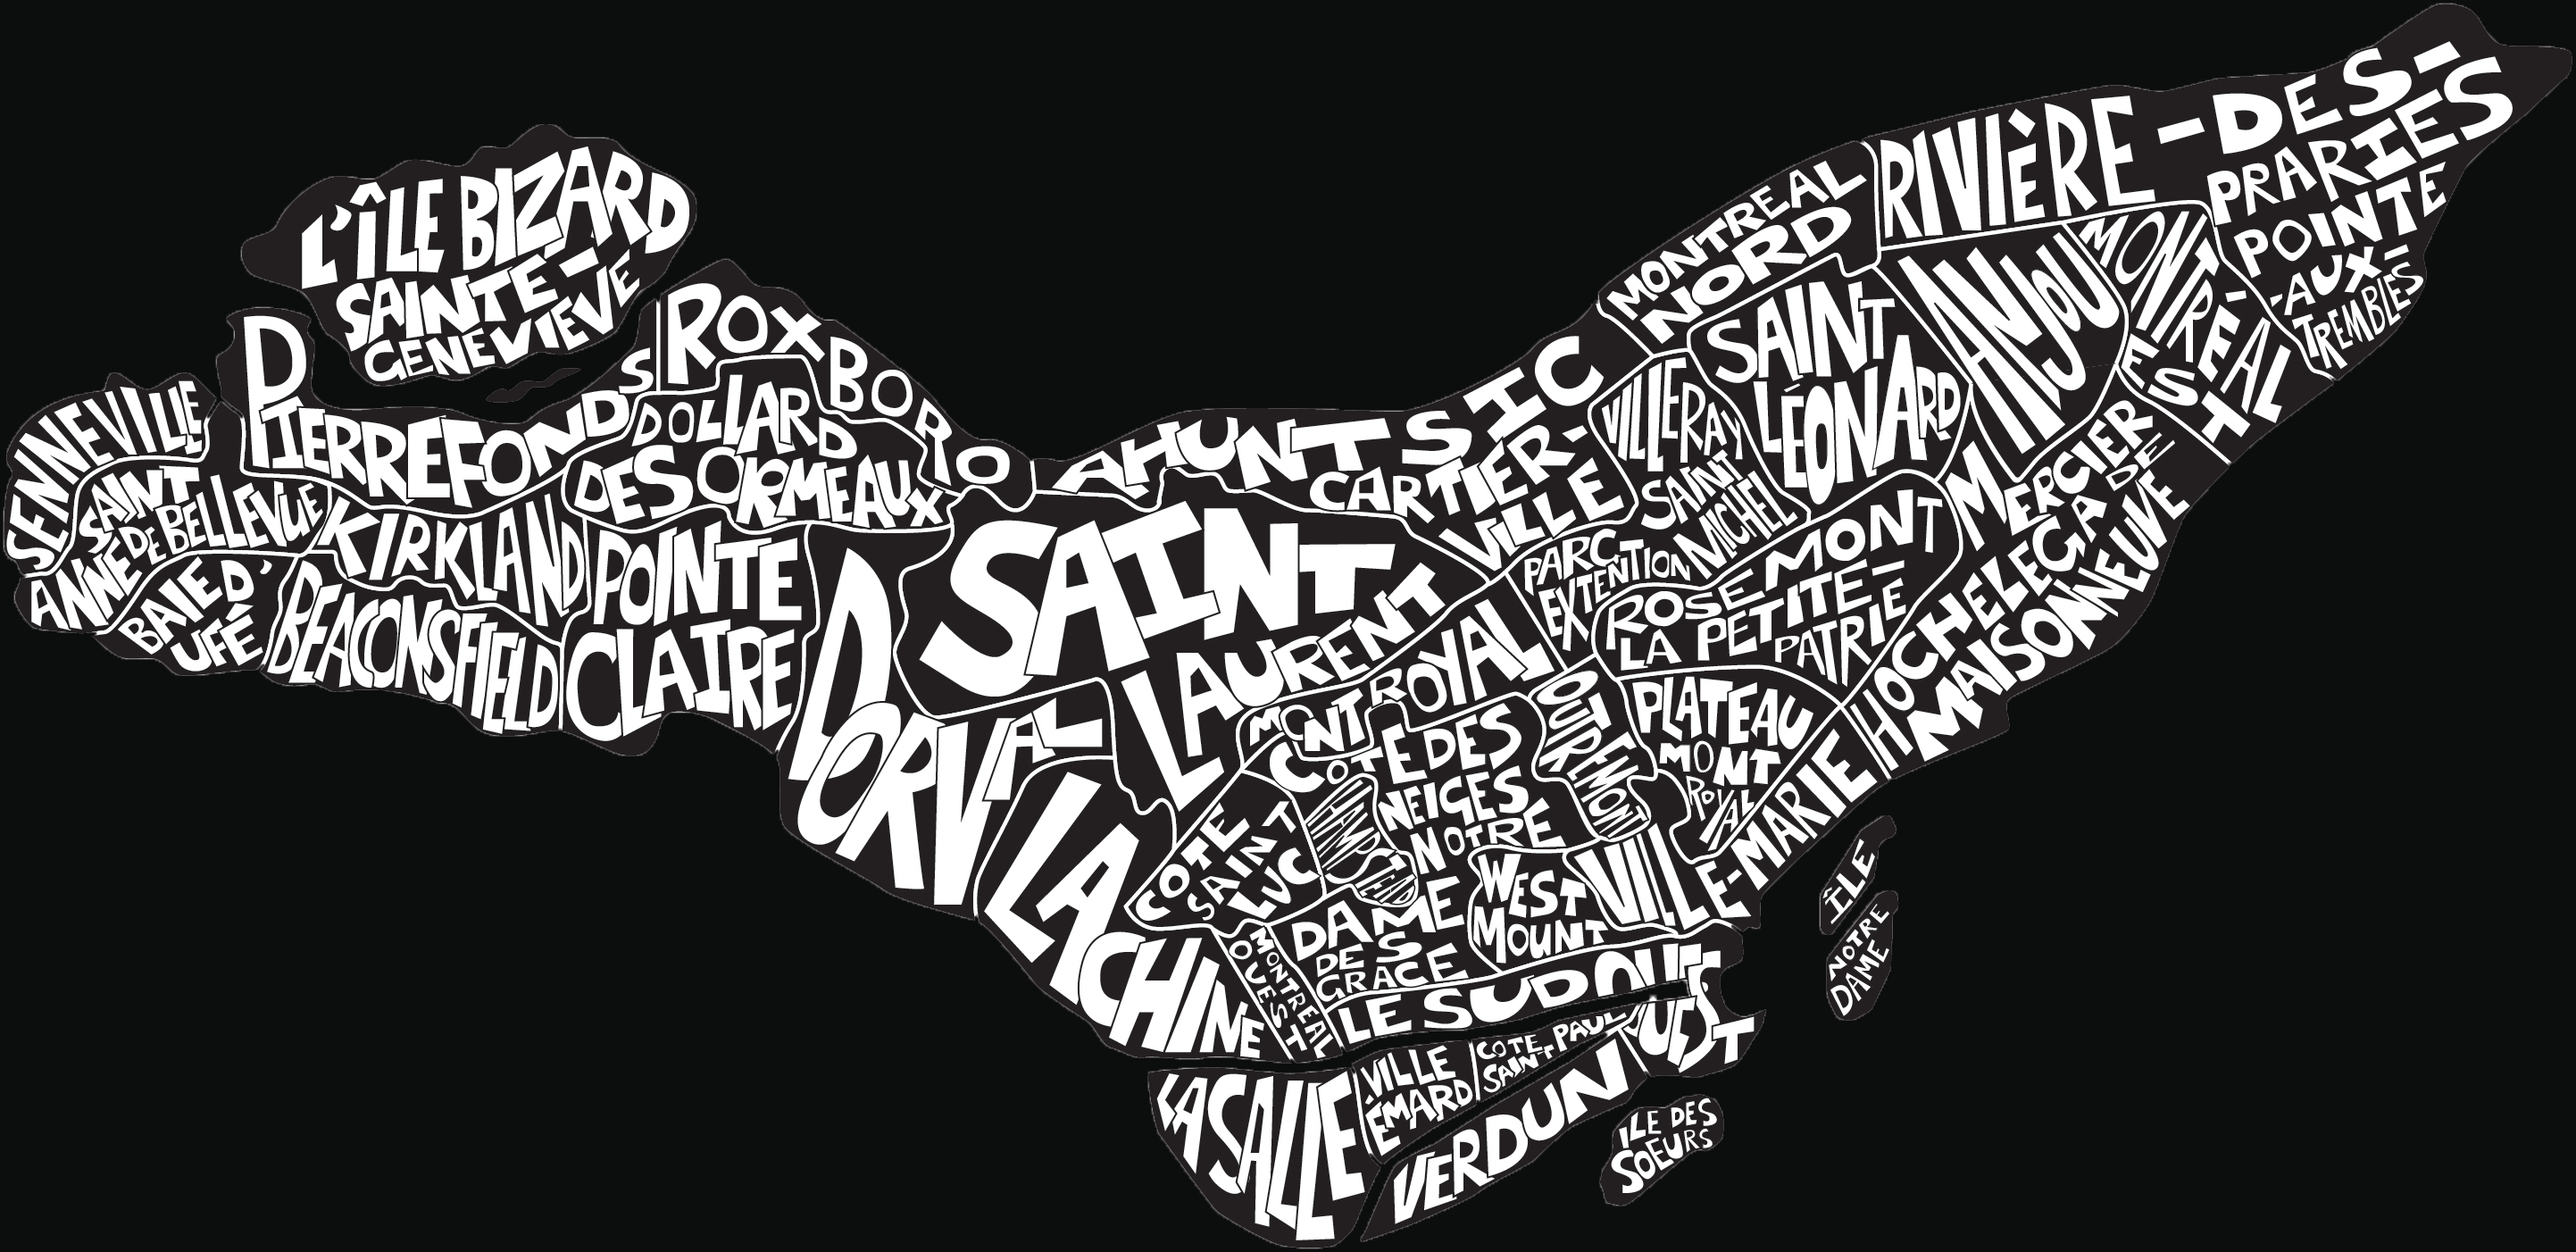 L'ÎLE BIZARD
SAINTE-
GENEVIEVE
SENNEVILLE
SAINT
ANNE DE BELLEVUE
BAIE D'
UFÉ
PIERREFONDS
ROXBORO
DOLLARD
DES ORMEAUX
KIRKLAND
BEACONSFIELD
POINTE
CLAIRE
DORVAL
LACHINE
SAINT
LAURENT
AHUNTSIC
CARTIER-
VILLE
MONTREAL
NORD
RIVIÈRE-DES-
PRARIES
POINTE
-AUX-
TREMBLES
MONTRÉ-AL
EST
ANJOU
SAINT
LÉONARD
VILLERAY
SAINT
MICHEL
PARC
EXTENTION
ROSEMONT
LA PETITE-
PATRIE
MERCIER
HOCHELEGA DE
MAISONNEUVE
MONT ROYAL
OUTREMONT
PLATEAU
MONT
ROYAL
CÔTE DES
NEIGES
NOTRE
DAME
DES
GRACE
COTE
SAINT
LUC
HAMPSTEAD
WEST
MOUNT
VILLE-MARIE
MONTREAL
OUEST
LE SUD OUEST
LASALLE
VILLE
ÉMARD
COTE
SAINT PAUL
VERDUN
ÎLE
NOTRE
DAME
ILE DES
SOEURS